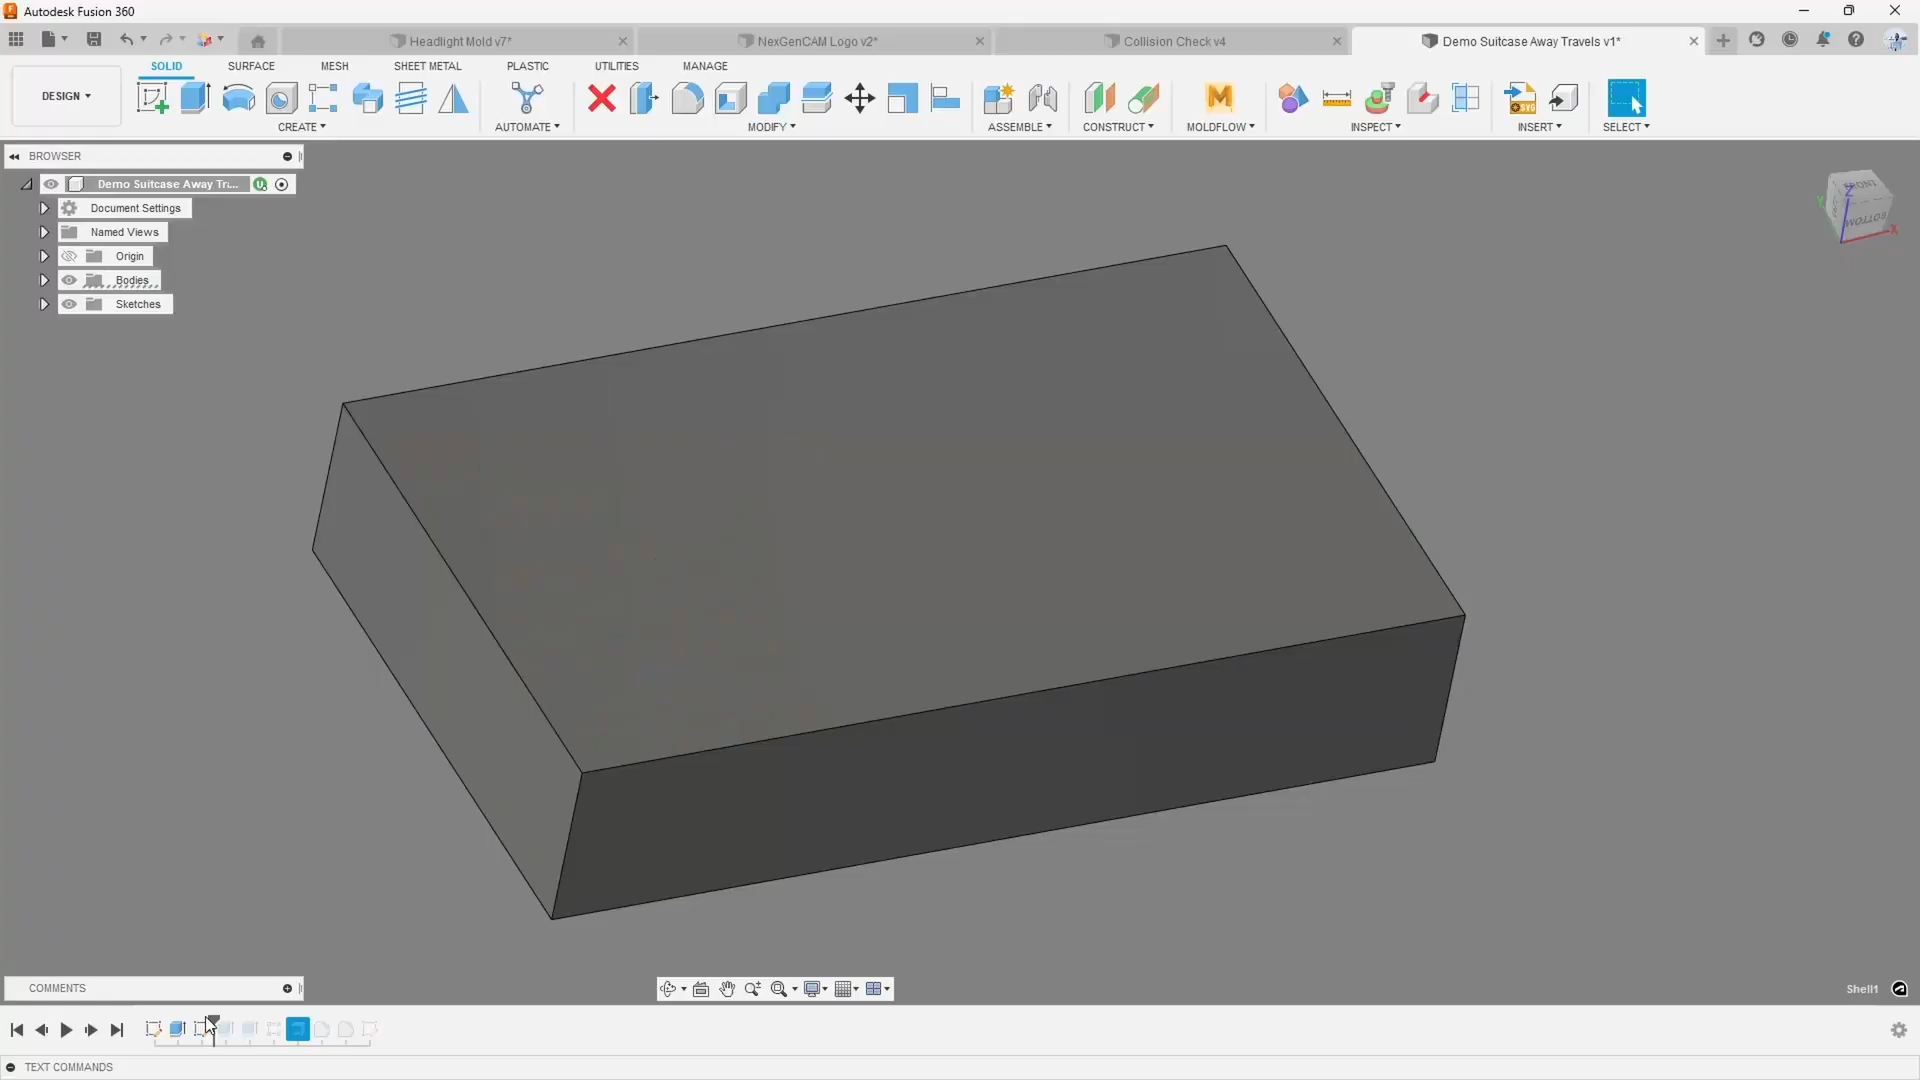 Autodesk Fusion 360
Headlight Mold v7*
NexGenCAM Logo v2*
Collision Check v4
Demo Suitcase Away Travels v1*
DESIGN
SOLID
SURFACE
MESH
SHEET METAL
PLASTIC
UTILITIES
MANAGE
CREATE
AUTOMATE
MODIFY
ASSEMBLE
CONSTRUCT
MOLDFLOW
INSPECT
INSERT
SELECT
BROWSER
Demo Suitcase Away Tr...
Document Settings
Named Views
Origin
Bodies
Sketches
FRONT
BOTTOM
Z
Y
X
COMMENTS
Shell1
TEXT COMMANDS